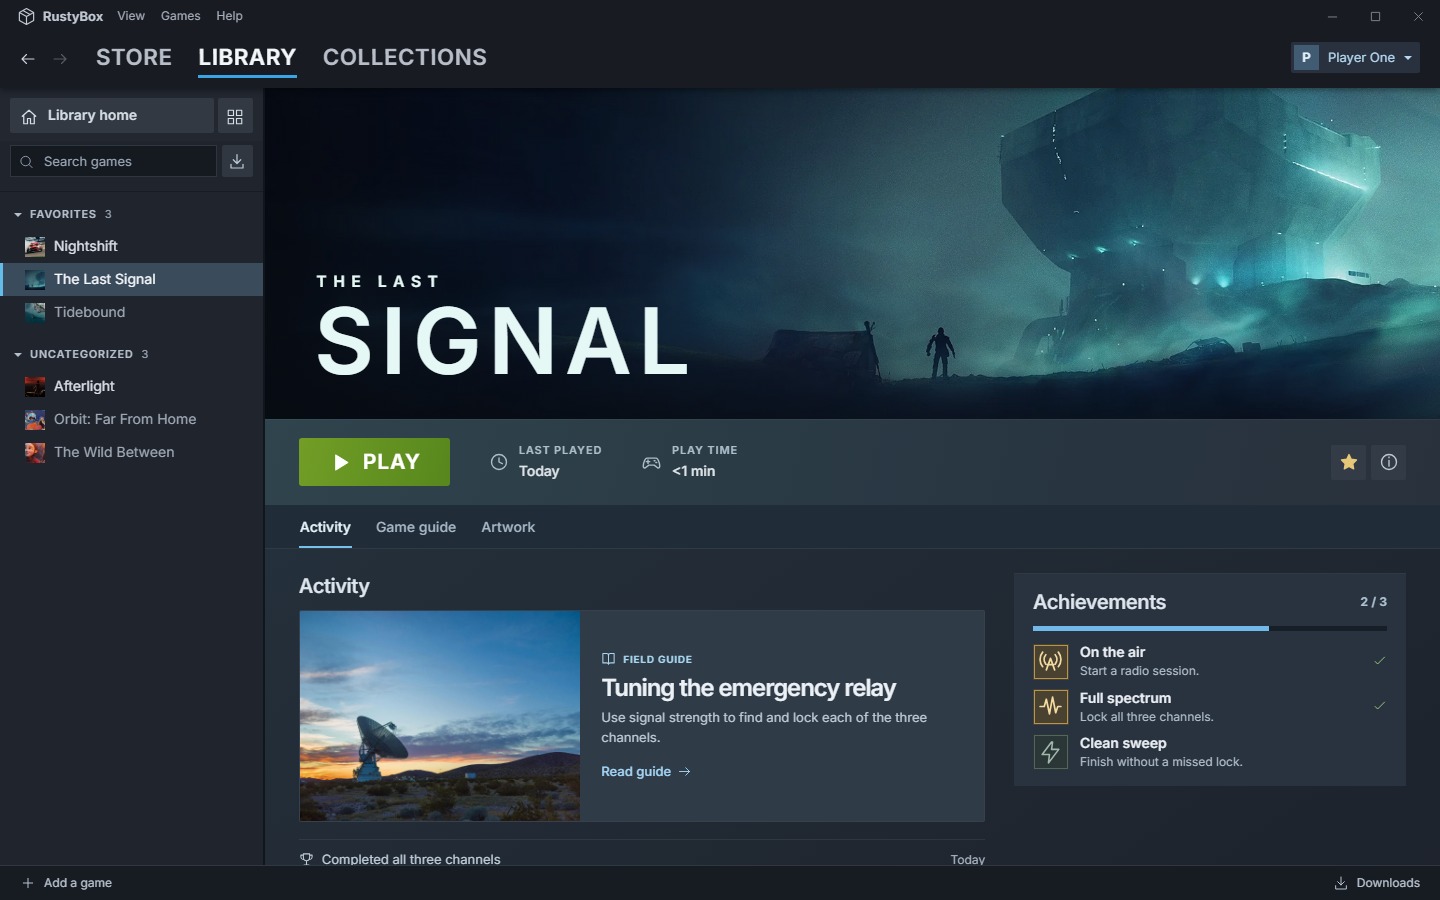 RustyBox View Games Help
STORE LIBRARY COLLECTIONS
P Player One
Library home
Search games
FAVORITES 3
Nightshift
The Last Signal
Tidebound
UNCATEGORIZED 3
Afterlight
Orbit: Far From Home
The Wild Between
THE LAST
SIGNAL
PLAY
LAST PLAYED
Today
PLAY TIME
<1 min
Activity Game guide Artwork
Activity
FIELD GUIDE
Tuning the emergency relay
Use signal strength to find and lock each of the three
channels.
Read guide
Completed all three channels Today
Achievements 2 / 3
On the air
Start a radio session.
Full spectrum
Lock all three channels.
Clean sweep
Finish without a missed lock.
Add a game
Downloads